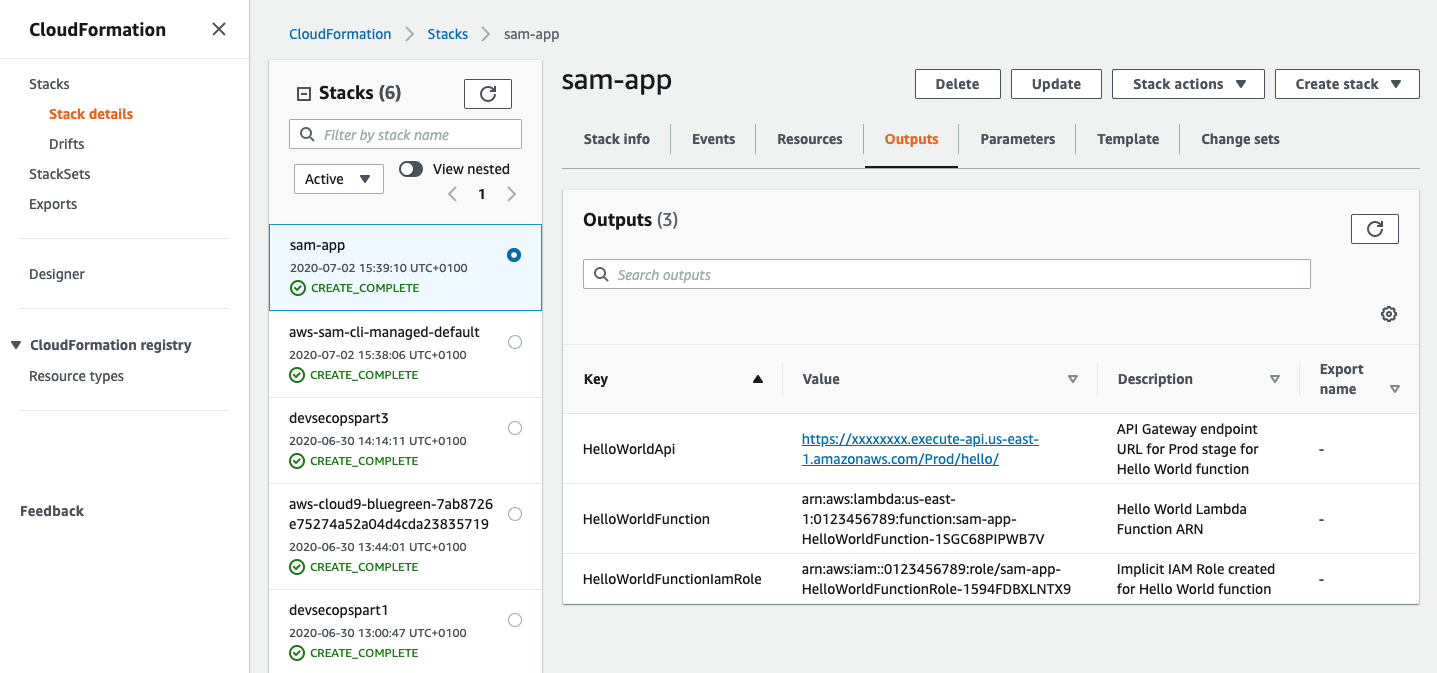 CloudFormation
Stacks
Stack details
Drifts
StackSets
Exports
Designer
CloudFormation registry
Resource types
Feedback
CloudFormation
Stacks
sam-app
Stacks (6)
Filter by stack name
Active
View nested
1
sam-app
2020-07-02 15:39:10 UTC+0100
CREATE_COMPLETE
aws-sam-cli-managed-default
2020-07-02 15:38:06 UTC+0100
CREATE_COMPLETE
devsecopspart3
2020-06-30 14:14:11 UTC+0100
CREATE_COMPLETE
aws-cloud9-bluegreen-7ab8726
e75274a52a04d4cda23835719
2020-06-30 13:44:01 UTC+0100
CREATE_COMPLETE
devsecopspart1
2020-06-30 13:00:47 UTC+0100
CREATE_COMPLETE
sam-app
Delete
Update
Stack actions
Create stack
Stack info
Events
Resources
Outputs
Parameters
Template
Change sets
Outputs (3)
Search outputs
Key
Value
Description
Export
name
HelloWorldApi
https://xxxxxxxx.execute-api.us-east-
1.amazonaws.com/Prod/hello/
API Gateway endpoint
URL for Prod stage for
Hello World function
-
HelloWorldFunction
arn:aws:lambda:us-east-
1:0123456789:function:sam-app-
HelloWorldFunction-1SGC68PIPWB7V
Hello World Lambda
Function ARN
-
HelloWorldFunctionIamRole
arn:aws:iam::0123456789:role/sam-app-
HelloWorldFunctionRole-1594FDBXLNTX9
Implicit IAM Role created
for Hello World function
-